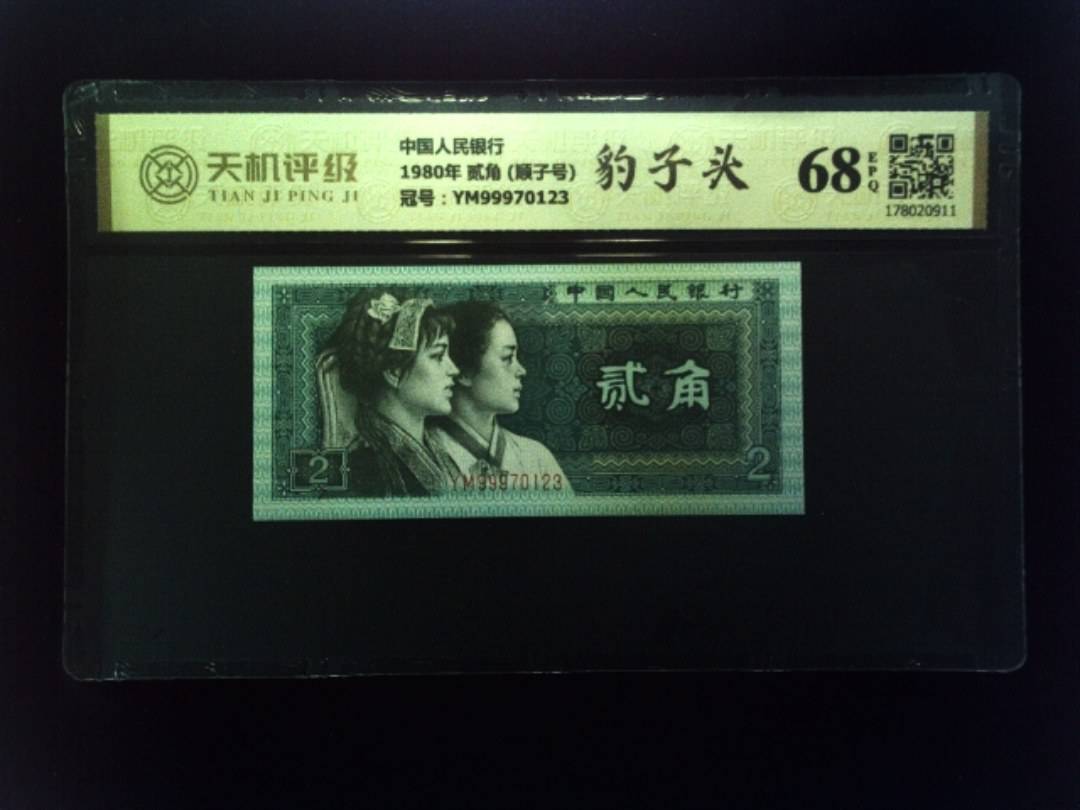 天机评级
TIAN JI PING JI
中国人民银行
1980年 贰角 (顺子号)
冠号：YM99970123
豹子头
68
EPQ
178020911
中国人民银行
贰角
2
2
YM99970123